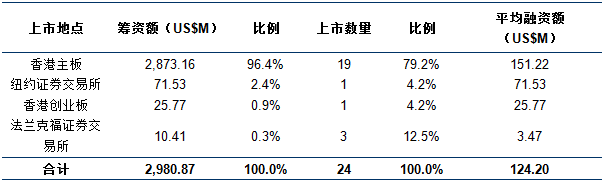 上市地点 筹资额（US$M） 比例 上市数量 比例 平均融资额（US$M）
香港主板 2,873.16 96.4% 19 79.2% 151.22
纽约证券交易所 71.53 2.4% 1 4.2% 71.53
香港创业板 25.77 0.9% 1 4.2% 25.77
法兰克福证券交易所 10.41 0.3% 3 12.5% 3.47
合计 2,980.87 100.0% 24 100.0% 124.20